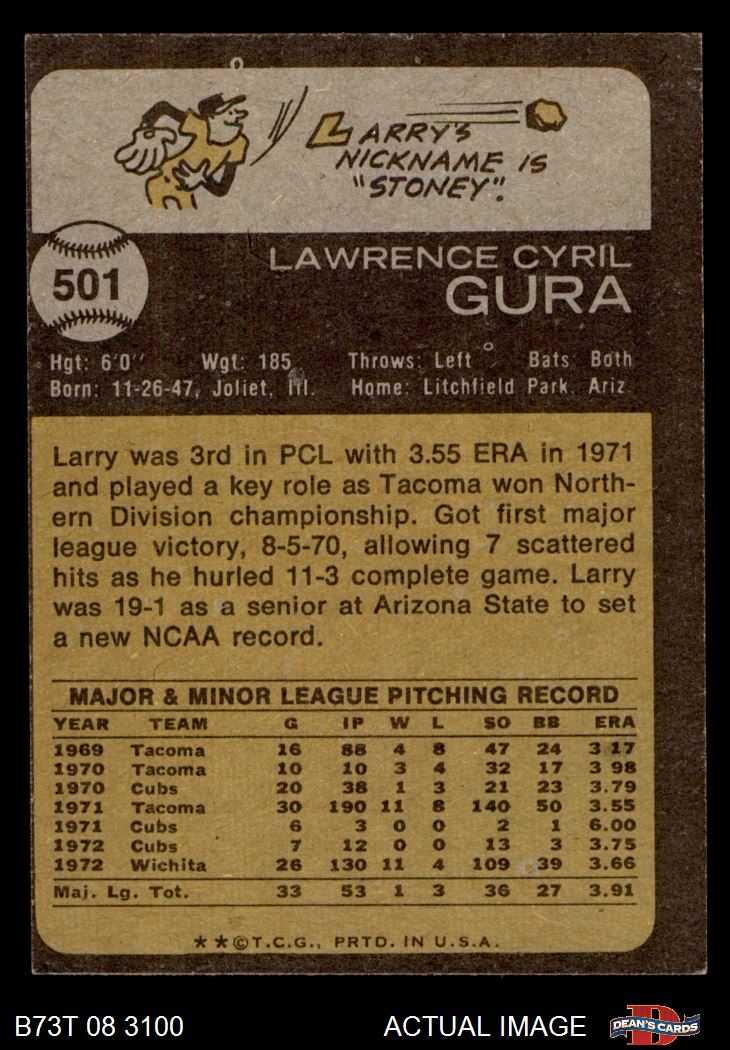 LARRY'S
NICKNAME IS
"STONEY".
501
LAWRENCE CYRIL
GURA
Hgt: 6'0" Wgt: 185 Throws: Left Bats: Both
Born: 11-26-47, Joliet, Ill. Home: Litchfield Park, Ariz.
Larry was 3rd in PCL with 3.55 ERA in 1971
and played a key role as Tacoma won North-
ern Division championship. Got first major
league victory, 8-5-70, allowing 7 scattered
hits as he hurled 11-3 complete game. Larry
was 19-1 as a senior at Arizona State to set
a new NCAA record.
MAJOR & MINOR LEAGUE PITCHING RECORD
YEAR TEAM G IP W L SO BB ERA
1969 Tacoma 16 88 4 8 47 24 3.17
1970 Tacoma 10 10 3 4 32 17 3.98
1970 Cubs 20 38 1 3 21 23 3.79
1971 Tacoma 30 190 11 8 140 50 3.55
1971 Cubs 6 3 0 0 2 1 6.00
1972 Cubs 7 12 0 0 13 3 3.75
1972 Wichita 26 130 11 4 109 39 3.66
Maj. Lg. Tot. 33 53 1 3 36 27 3.91
**©T.C.G., PRTD. IN U.S.A.
B73T 08 3100 ACTUAL IMAGE
DEAN'S CARDS